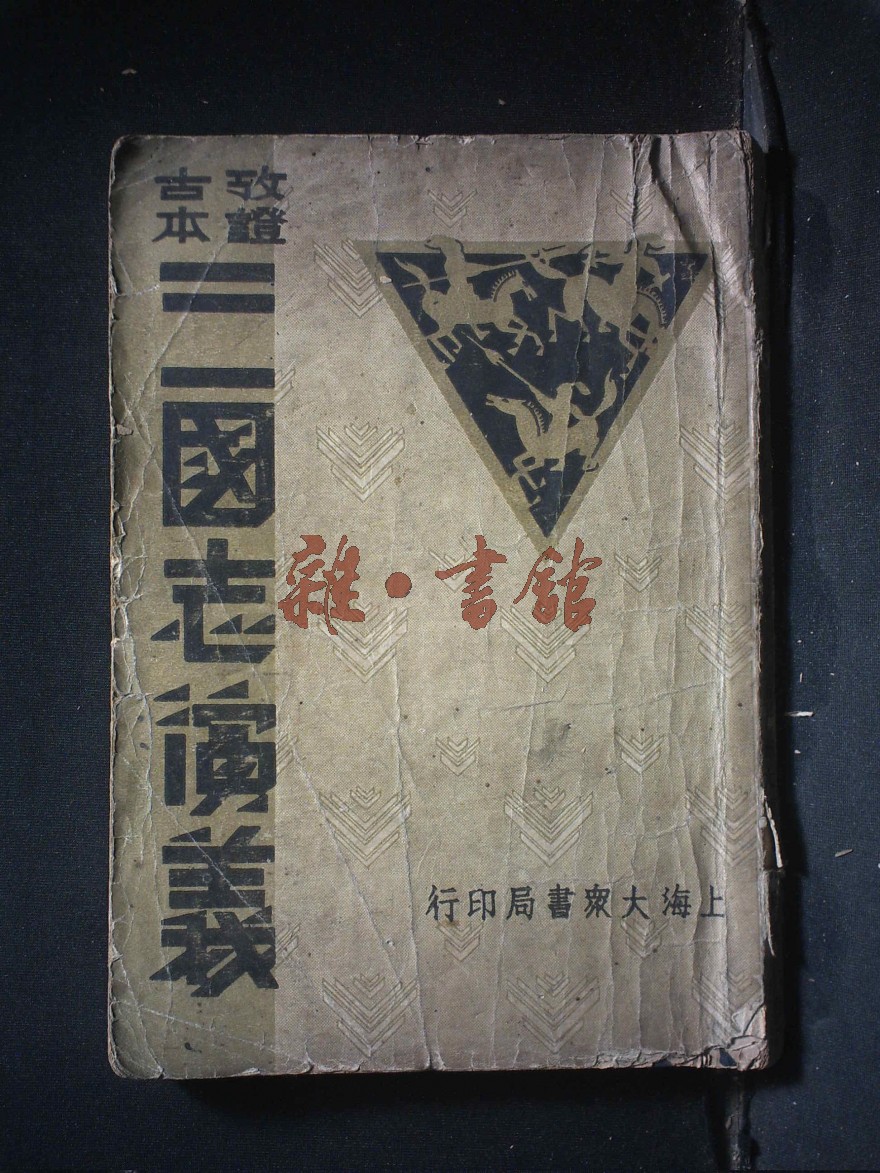 攷證
古本
三國志演義
雜·書館
上海大衆書局印行